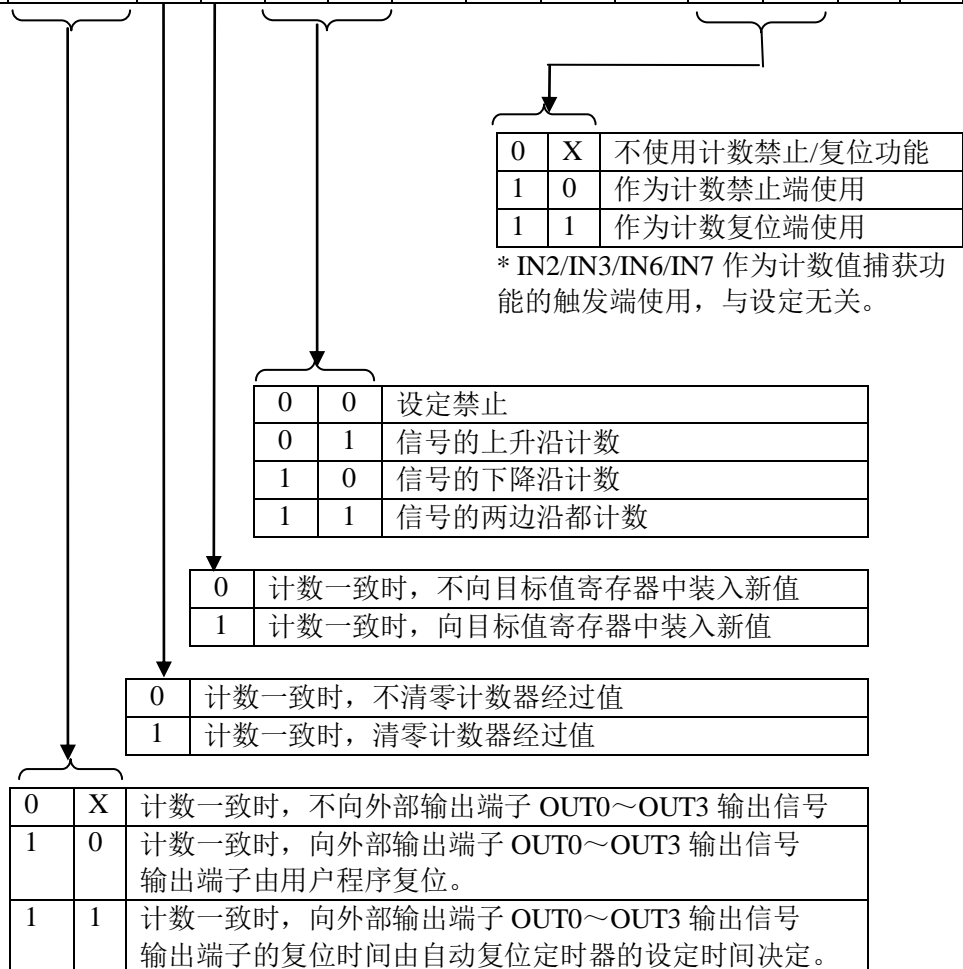 0 X 不使用计数禁止/复位功能
1 0 作为计数禁止端使用
1 1 作为计数复位端使用
* IN2/IN3/IN6/IN7 作为计数值捕获功
能的触发端使用，与设定无关。
0 0 设定禁止
0 1 信号的上升沿计数
1 0 信号的下降沿计数
1 1 信号的两边沿都计数
0 计数一致时，不向目标值寄存器中装入新值
1 计数一致时，向目标值寄存器中装入新值
0 计数一致时，不清零计数器经过值
1 计数一致时，清零计数器经过值
0 X 计数一致时，不向外部输出端子 OUT0～OUT3 输出信号
1 0 计数一致时，向外部输出端子 OUT0～OUT3 输出信号
输出端子由用户程序复位。
1 1 计数一致时，向外部输出端子 OUT0～OUT3 输出信号
输出端子的复位时间由自动复位定时器的设定时间决定。